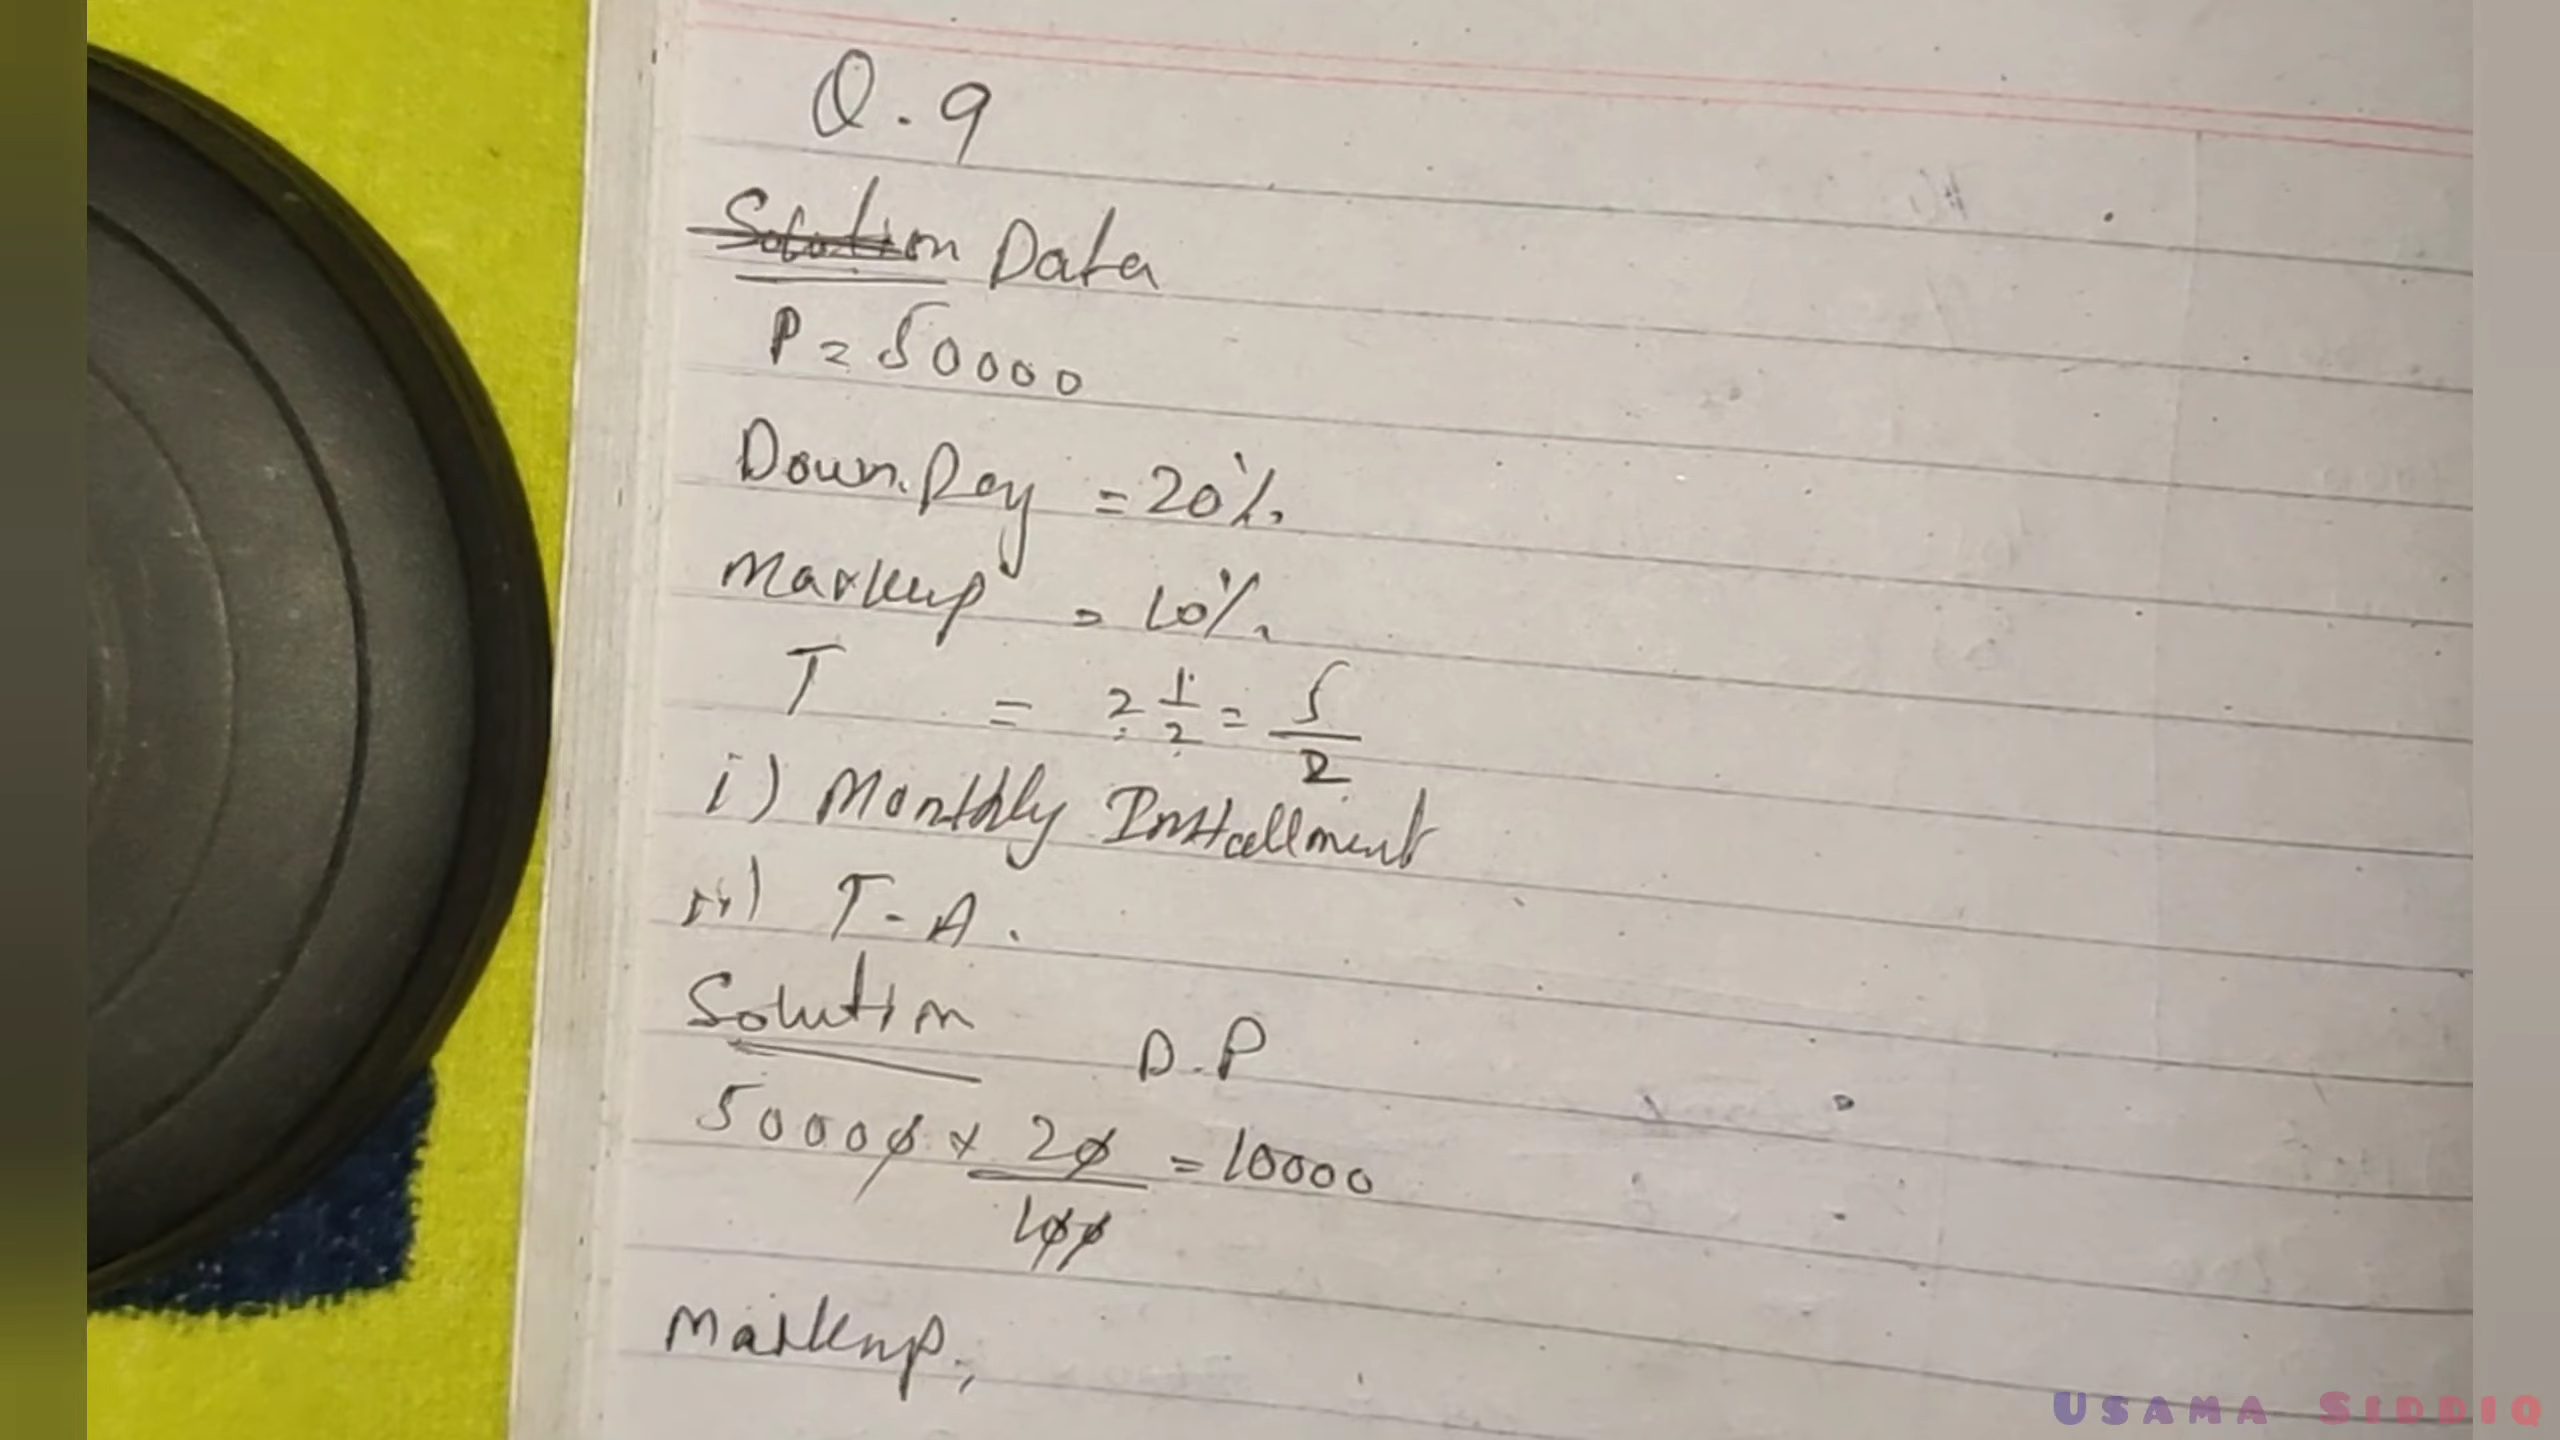 Q.9
Solution Data
P = 50000
Down.Pay = 20%.
Markup = 10%.
T = 2 1/2 = 5/2
i) Monthly Installment
ii) T-A.
Solution D.P
50000 x 20/100 = 10000
Markup,
USAMA SIDDIQ